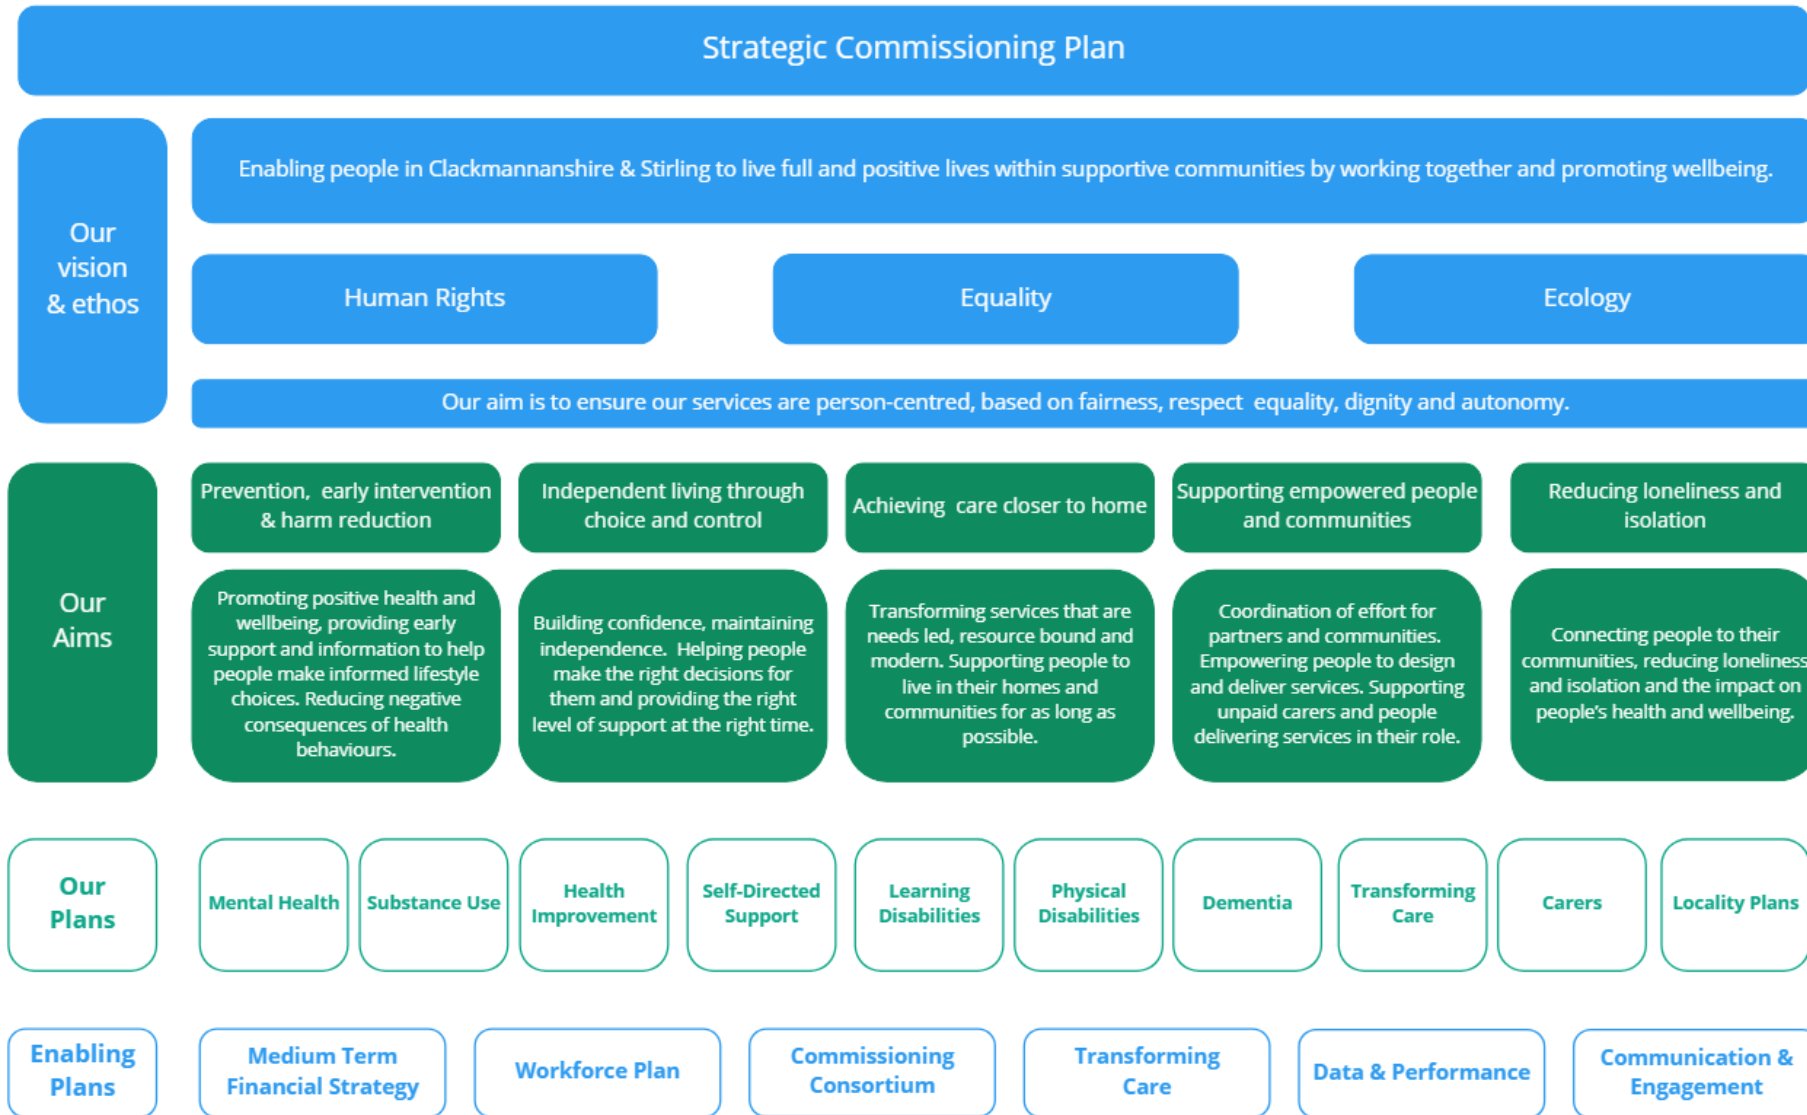 Strategic Commissioning Plan
Our
vision
& ethos
Enabling people in Clackmannanshire & Stirling to live full and positive lives within supportive communities by working together and promoting wellbeing.
Human Rights
Equality
Ecology
Our aim is to ensure our services are person-centred, based on fairness, respect  equality, dignity and autonomy.
Our
Aims
Prevention,  early intervention
& harm reduction
Independent living through
choice and control
Achieving  care closer to home
Supporting empowered people
and communities
Reducing loneliness and
isolation
Promoting positive health and
wellbeing, providing early
support and information to help
people make informed lifestyle
choices. Reducing negative
consequences of health
behaviours.
Building confidence, maintaining
independence.  Helping people
make the right decisions for
them and providing the right
level of support at the right time.
Transforming services that are
needs led, resource bound and
modern. Supporting people to
live in their homes and
communities for as long as
possible.
Coordination of effort for
partners and communities.
Empowering people to design
and deliver services. Supporting
unpaid carers and people
delivering services in their role.
Connecting people to their
communities, reducing loneliness
and isolation and the impact on
people's health and wellbeing.
Our
Plans
Mental Health
Substance Use
Health
Improvement
Self-Directed
Support
Learning
Disabilities
Physical
Disabilities
Dementia
Transforming
Care
Carers
Locality Plans
Enabling
Plans
Medium Term
Financial Strategy
Workforce Plan
Commissioning
Consortium
Transforming
Care
Data & Performance
Communication &
Engagement